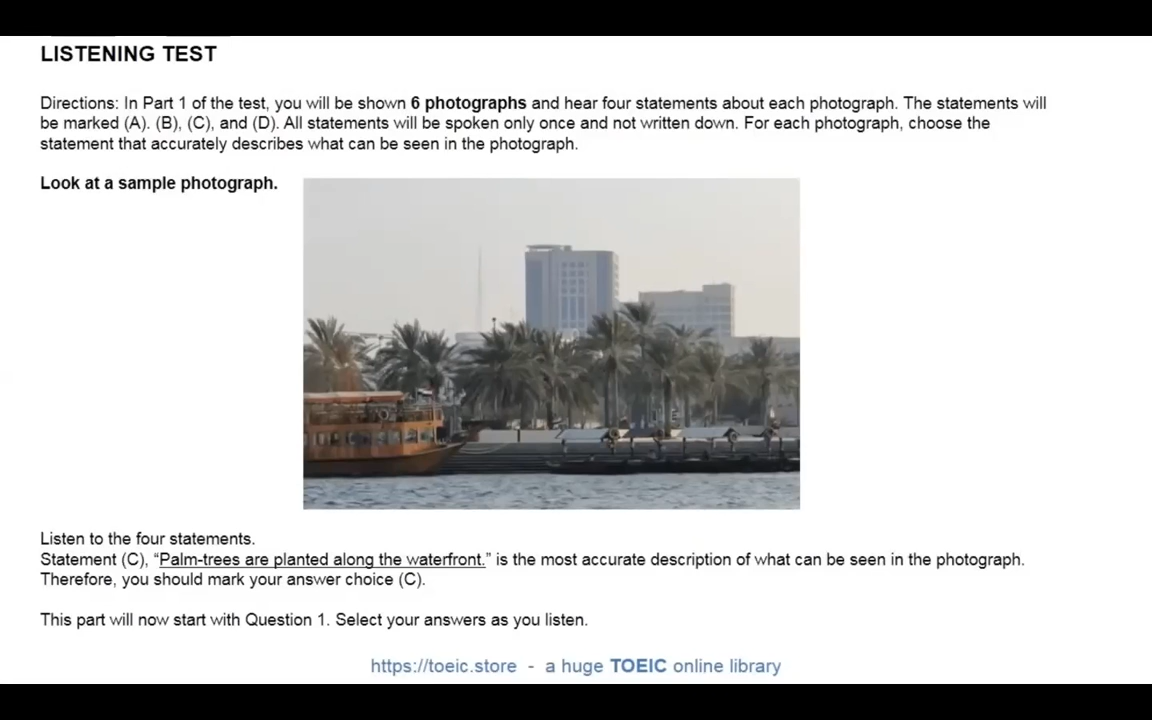 LISTENING TEST
Directions: In Part 1 of the test, you will be shown 6 photographs and hear four statements about each photograph. The statements will
be marked (A). (B), (C), and (D). All statements will be spoken only once and not written down. For each photograph, choose the
statement that accurately describes what can be seen in the photograph.
Look at a sample photograph.
Listen to the four statements.
Statement (C), “Palm-trees are planted along the waterfront.” is the most accurate description of what can be seen in the photograph.
Therefore, you should mark your answer choice (C).
This part will now start with Question 1. Select your answers as you listen.
https://toeic.store - a huge TOEIC online library